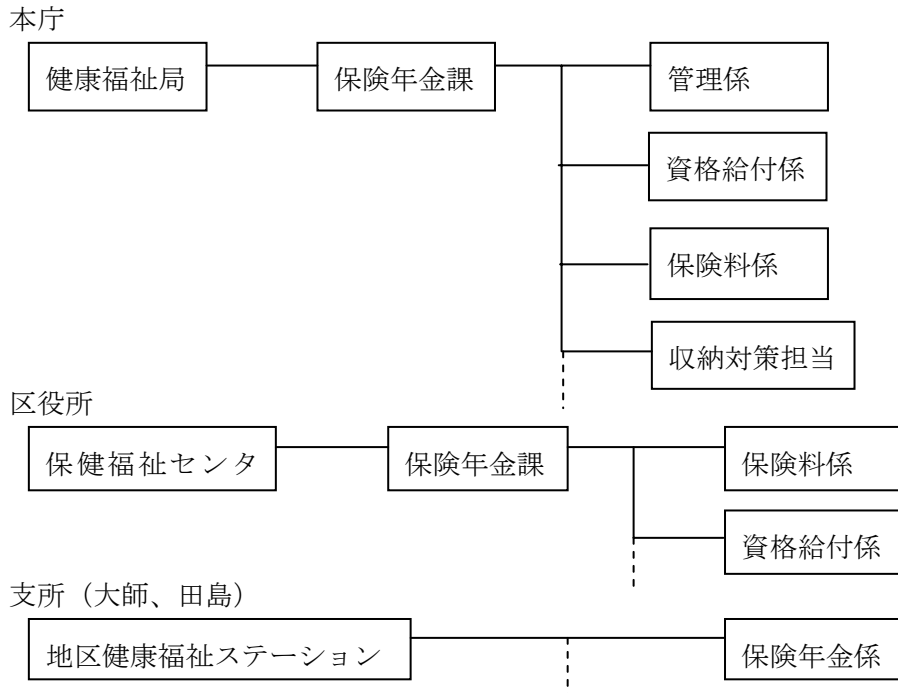 本庁
健康福祉局 保険年金課 管理係
資格給付係
保険料係
収納対策担当
区役所
保健福祉センタ 保険年金課 保険料係
資格給付係
支所（大師、田島）
地区健康福祉ステーション 保険年金係